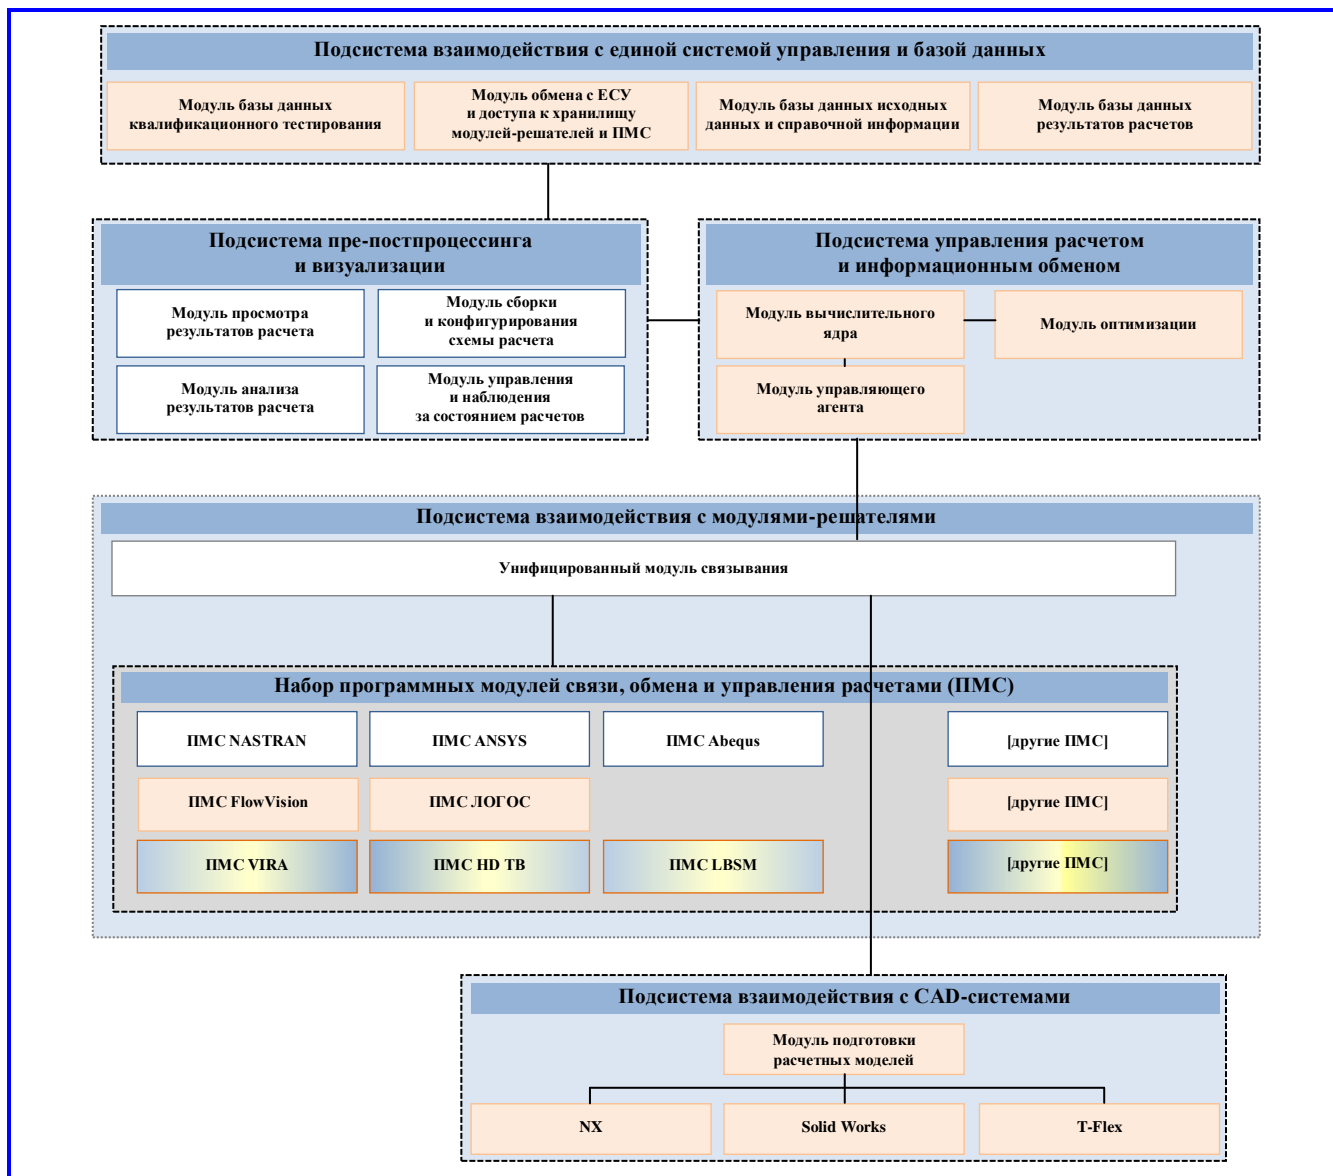 Подсистема взаимодействия с единой системой управления и базой данных
Модуль базы данных
квалификационного тестирования
Модуль обмена с ЕСУ
и доступа к хранилищу
модулей-решателей и ПМС
Модуль базы данных исходных
данных и справочной информации
Модуль базы данных
результатов расчетов
Подсистема пре-постпроцессинга
и визуализации
Модуль просмотра
результатов расчета
Модуль сборки
и конфигурирования
схемы расчета
Модуль анализа
результатов расчета
Модуль управления
и наблюдения
за состоянием расчетов
Подсистема управления расчетом
и информационным обменом
Модуль вычислительного
ядра
Модуль оптимизации
Модуль управляющего
агента
Подсистема взаимодействия с модулями-решателями
Унифицированный модуль связывания
Набор программных модулей связи, обмена и управления расчетами (ПМС)
ПМС NASTRAN
ПМС ANSYS
ПМС Abequs
[другие ПМС]
ПМС FlowVision
ПМС ЛОГОС
[другие ПМС]
ПМС VIRA
ПМС HD TB
ПМС LBSM
[другие ПМС]
Подсистема взаимодействия с CAD-системами
Модуль подготовки
расчетных моделей
NX
Solid Works
T-Flex